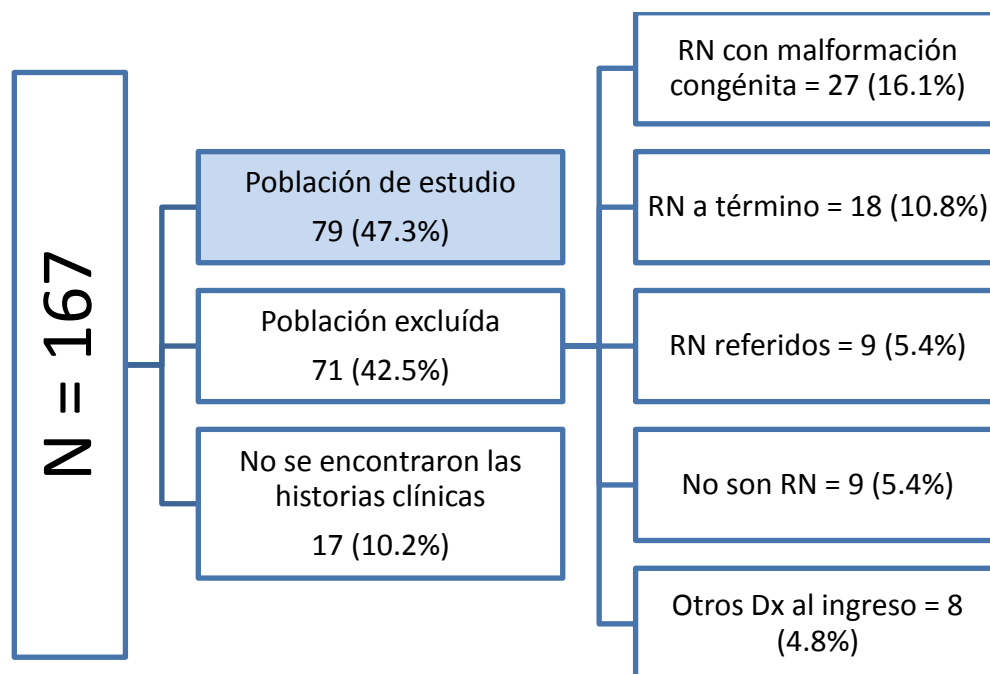 N = 167
Población de estudio
79 (47.3%)
Población excluída
71 (42.5%)
No se encontraron las
historias clínicas
17 (10.2%)
RN con malformación
congénita = 27 (16.1%)
RN a término = 18 (10.8%)
RN referidos = 9 (5.4%)
No son RN = 9 (5.4%)
Otros Dx al ingreso = 8
(4.8%)